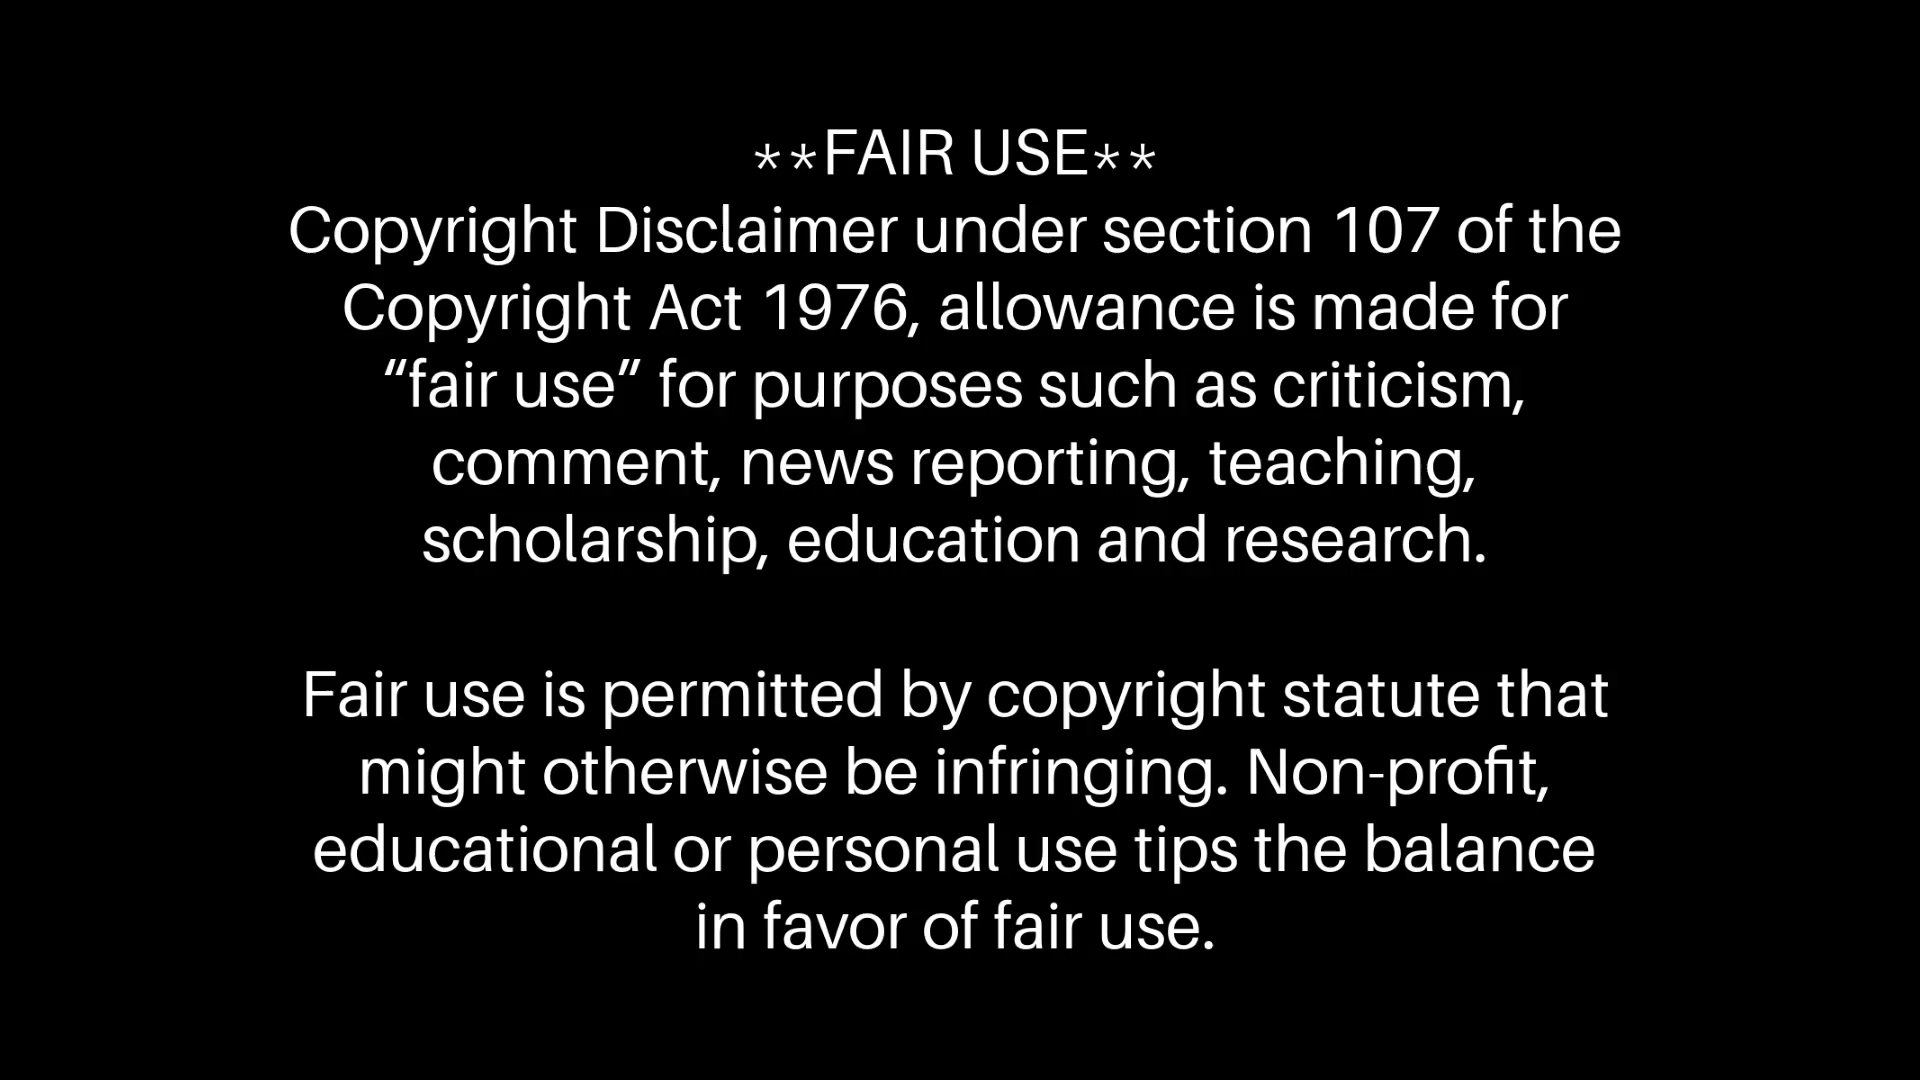 **FAIR USE**
Copyright Disclaimer under section 107 of the
Copyright Act 1976, allowance is made for
“fair use” for purposes such as criticism,
comment, news reporting, teaching,
scholarship, education and research.
Fair use is permitted by copyright statute that
might otherwise be infringing. Non-profit,
educational or personal use tips the balance
in favor of fair use.